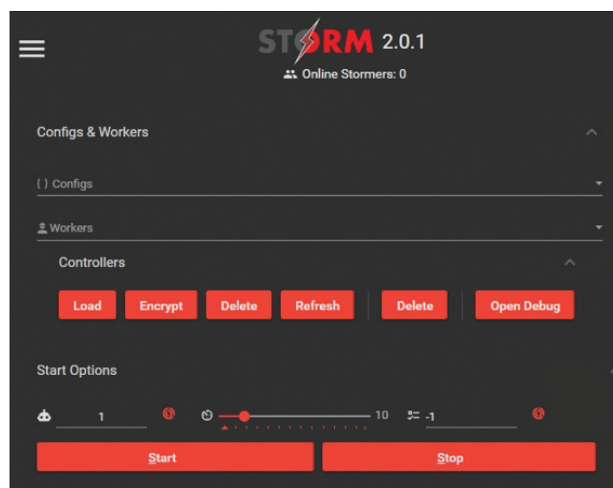 STORM 2.0.1
Online Stormers: 0
Configs & Workers
( ) Configs
Workers
Controllers
Load Encrypt Delete Refresh Delete Open Debug
Start Options
1 10 -1
Start Stop